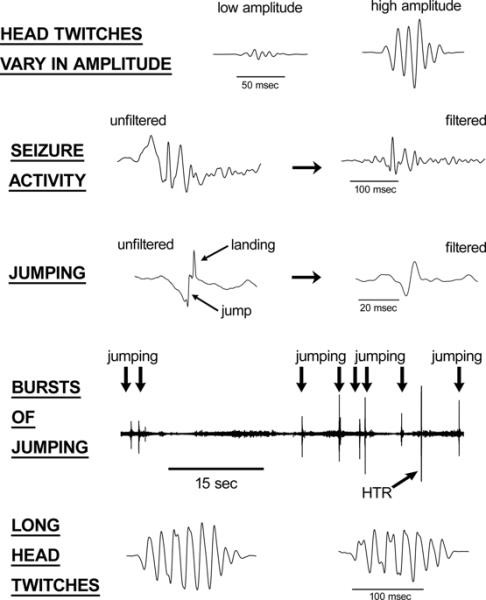 HEAD TWITCHES
VARY IN AMPLITUDE
low amplitude
high amplitude
50 msec
SEIZURE
ACTIVITY
unfiltered
filtered
100 msec
JUMPING
unfiltered
landing
jump
filtered
20 msec
BURSTS
OF
JUMPING
jumping
jumping
jumping
jumping
15 sec
HTR
LONG
HEAD
TWITCHES
100 msec